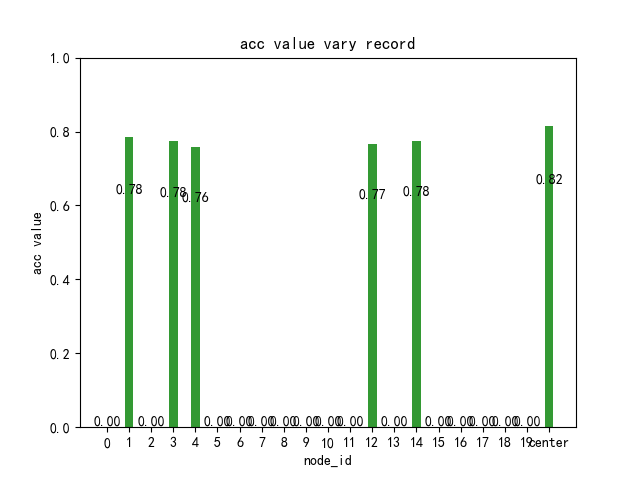 acc value vary record
1.0
0.8
0.6
0.4
0.2
0.0
acc value
0.00 0.78 0.00 0.78 0.76 0.00 0.00 0.00 0.00 0.00 0.00 0.00 0.77 0.00 0.78 0.00 0.00 0.00 0.00 0.00 0.82
0 1 2 3 4 5 6 7 8 9 10 11 12 13 14 15 16 17 18 19 center
node_id